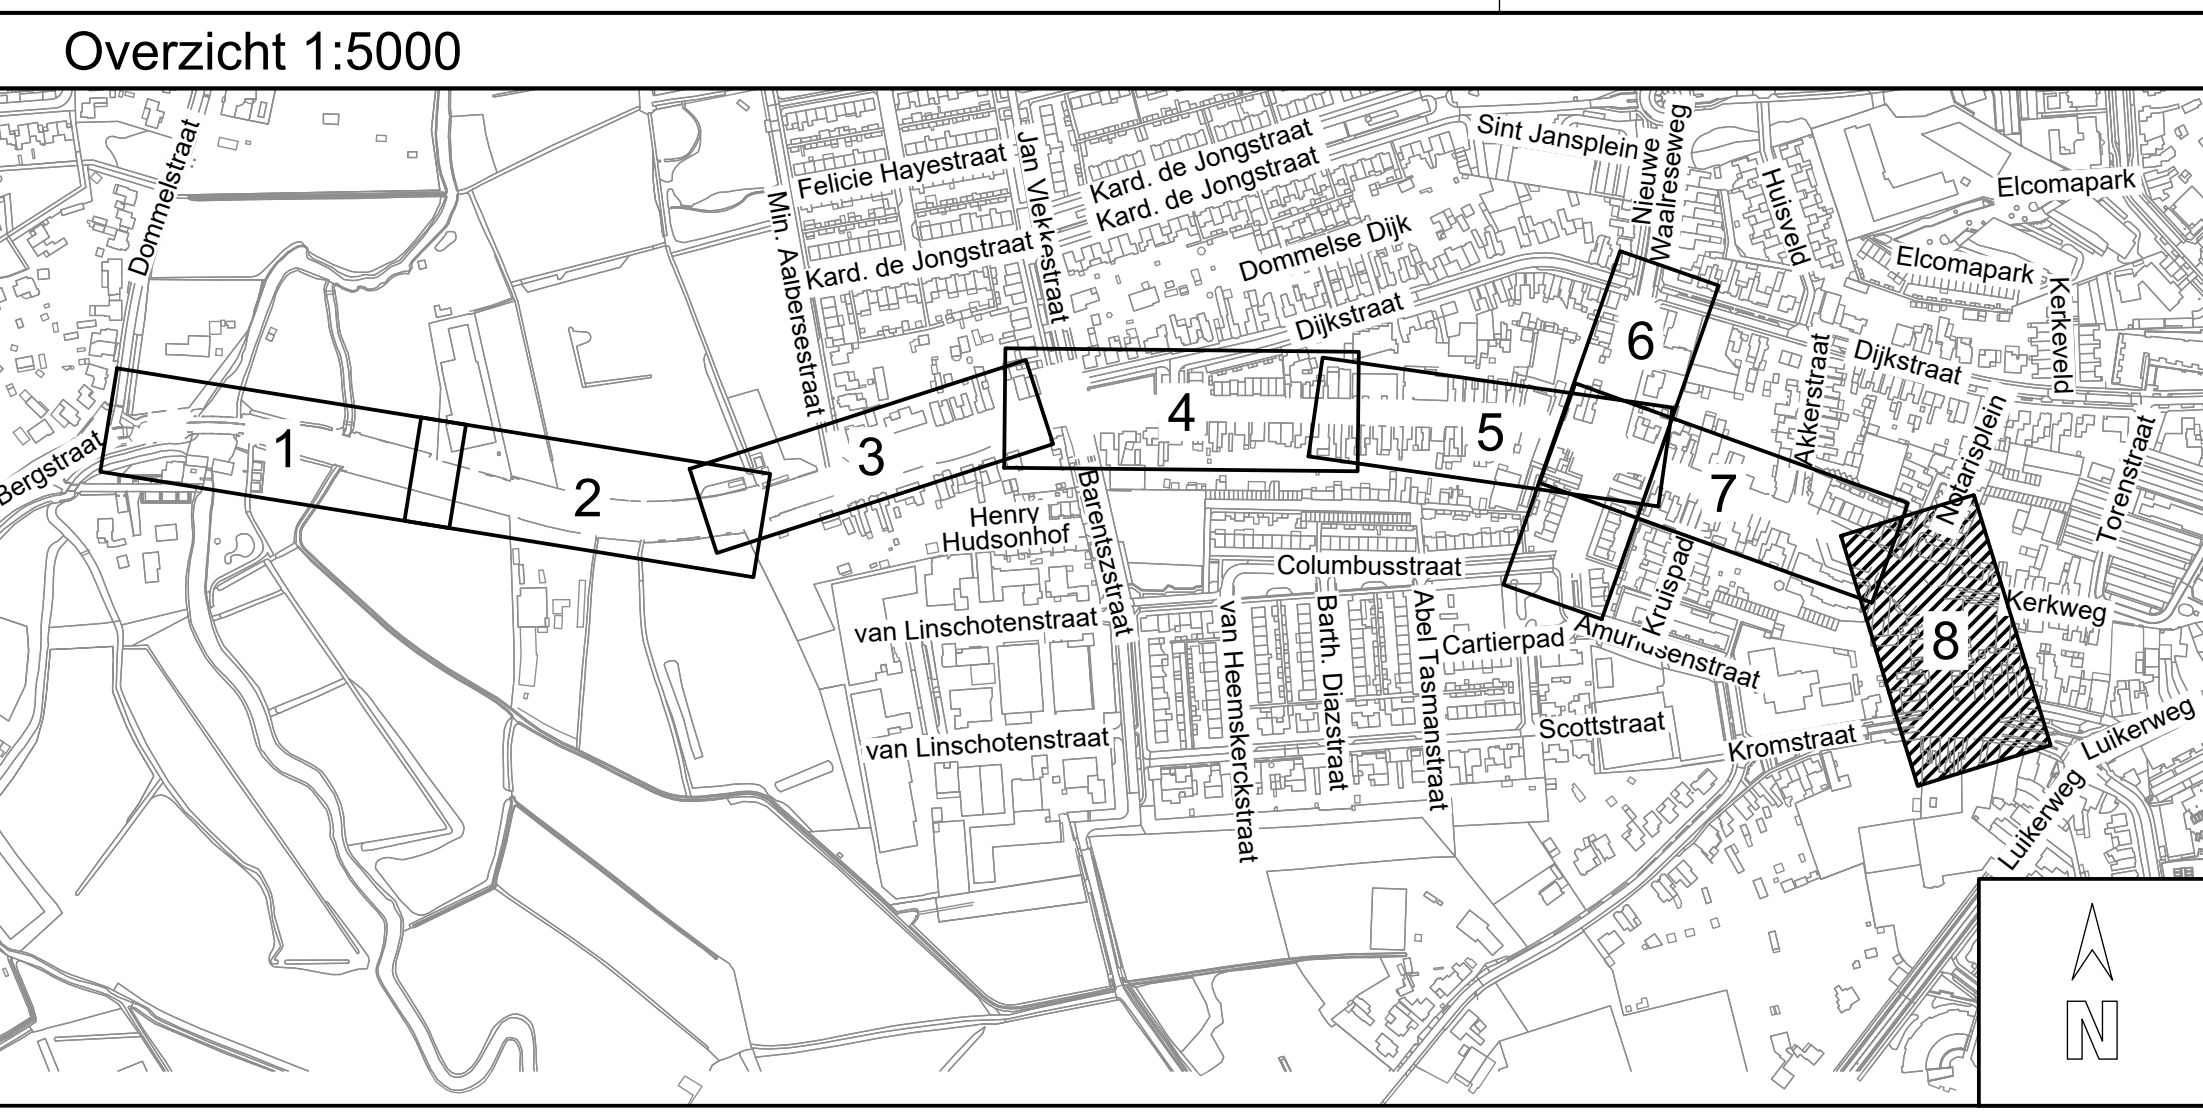 Overzicht 1:5000
Dommelstraat
Bergstraat
Min. Aalbersestraat
Felicie Hayestraat
Kard. de Jongstraat
Jan Vlekkestraat
Kard. de Jongstraat
Kard. de Jongstraat
Dommelse Dijk
Dijkstraat
Sint Jansplein
Nieuwe
Waalreseweg
Huisveld
Elcomapark
Elcomapark
Kerkeveld
Dijkstraat
Akkerstraat
Notarisplein
Torenstraat
1
2
3
4
5
6
7
8
Henry
Hudsonhof
Barentszstraat
Columbusstraat
van Linschotenstraat
van Linschotenstraat
van Heemskerckstraat
Barth. Diazstraat
Abel Tasmanstraat
Cartierpad
Kruispad
Amundsenstraat
Scottstraat
Kromstraat
Kerkweg
Luikerweg
Luikerweg
N